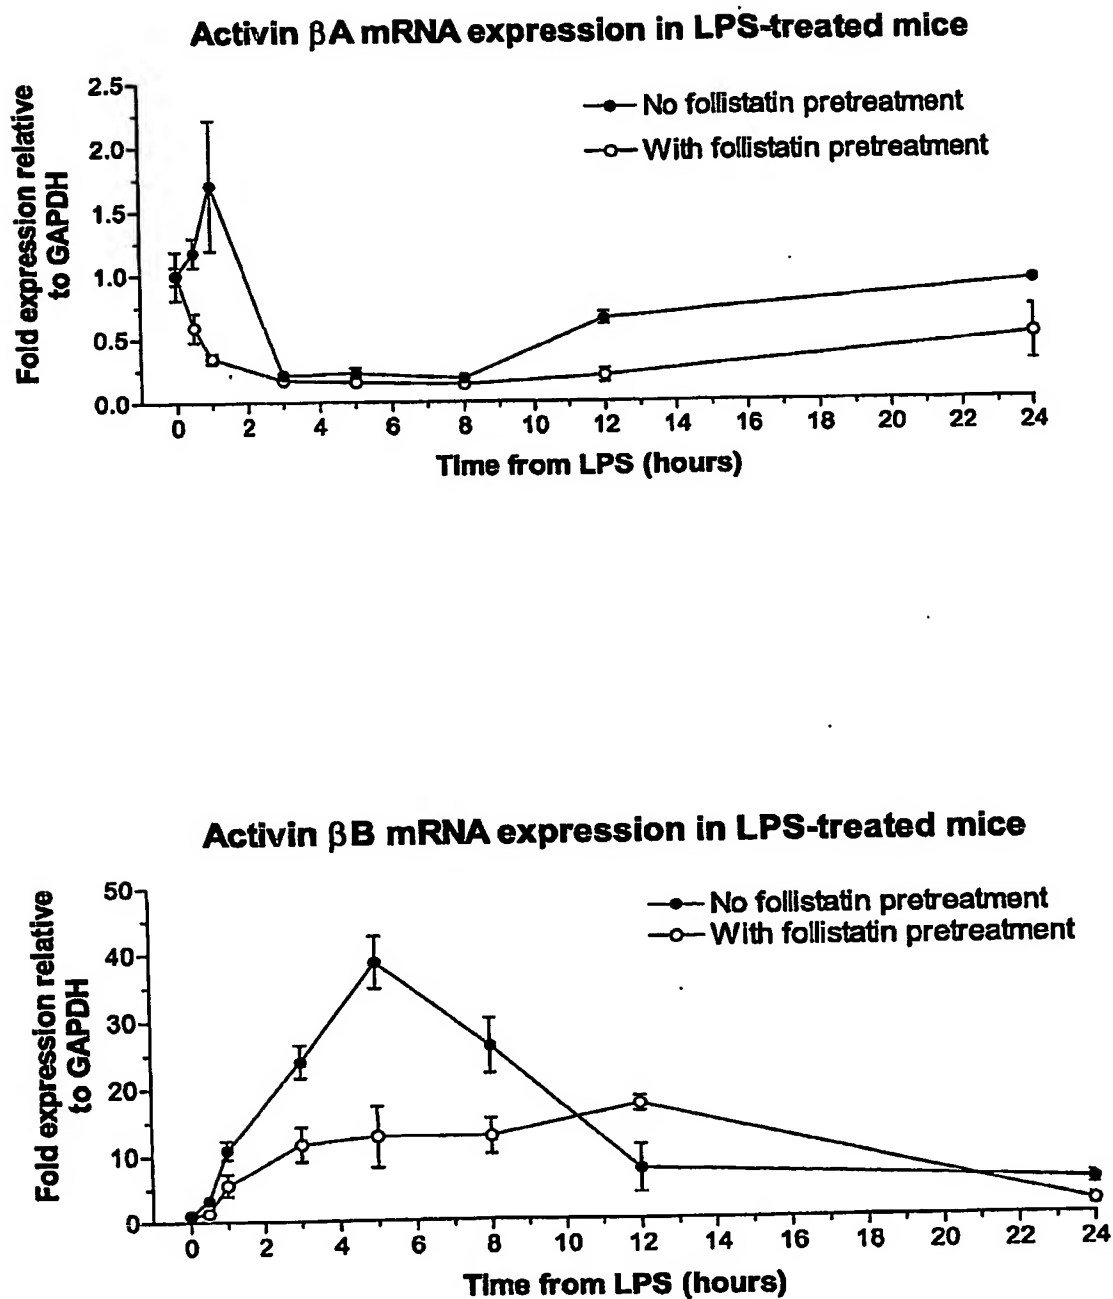 Activin βA mRNA expression in LPS-treated mice
No follistatin pretreatment
With follistatin pretreatment
Fold expression relative
to GAPDH
2.5
2.0
1.5
1.0
0.5
0.0
0 2 4 6 8 10 12 14 16 18 20 22 24
Time from LPS (hours)
Activin βB mRNA expression in LPS-treated mice
No follistatin pretreatment
With follistatin pretreatment
Fold expression relative
to GAPDH
50
40
30
20
10
0
0 2 4 6 8 10 12 14 16 18 20 22 24
Time from LPS (hours)